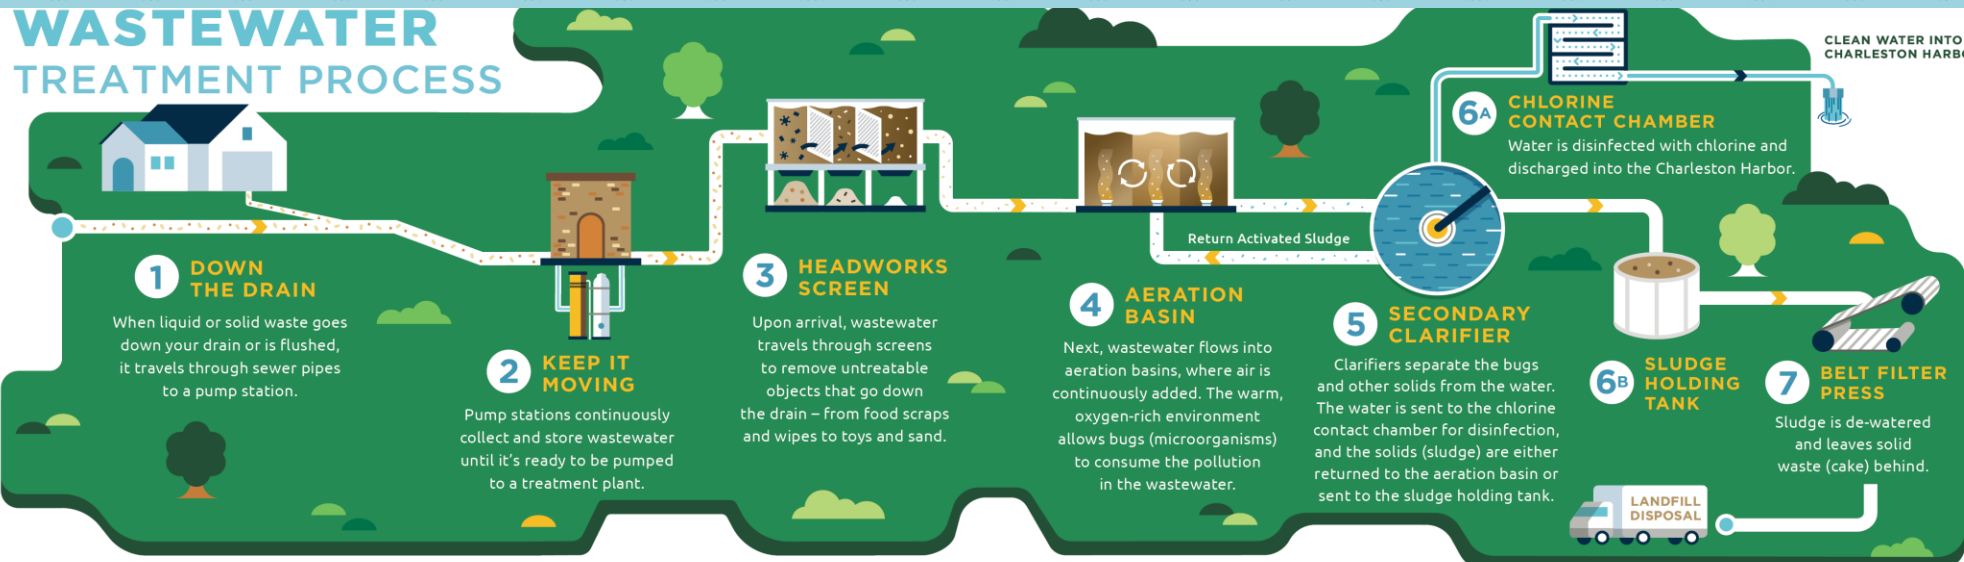 WASTEWATER
TREATMENT PROCESS
1
DOWN
THE DRAIN
When liquid or solid waste goes
down your drain or is flushed,
it travels through sewer pipes
to a pump station.
2
KEEP IT
MOVING
Pump stations continuously
collect and store wastewater
until it's ready to be pumped
to a treatment plant.
3
HEADWORKS
SCREEN
Upon arrival, wastewater
travels through screens
to remove untreatable
objects that go down
the drain – from food scraps
and wipes to toys and sand.
4
AERATION
BASIN
Next, wastewater flows into
aeration basins, where air is
continuously added. The warm,
oxygen-rich environment
allows bugs (microorganisms)
to consume the pollution
in the wastewater.
Return Activated Sludge
5
SECONDARY
CLARIFIER
Clarifiers separate the bugs
and other solids from the water.
The water is sent to the chlorine
contact chamber for disinfection,
and the solids (sludge) are either
returned to the aeration basin or
sent to the sludge holding tank.
6A
CHLORINE
CONTACT CHAMBER
Water is disinfected with chlorine and
discharged into the Charleston Harbor.
CLEAN WATER INTO
CHARLESTON
6B
SLUDGE
HOLDING
TANK
7
BELT FILTER
PRESS
Sludge is de-watered
and leaves solid
waste (cake) behind.
LANDFILL
DISPOSAL